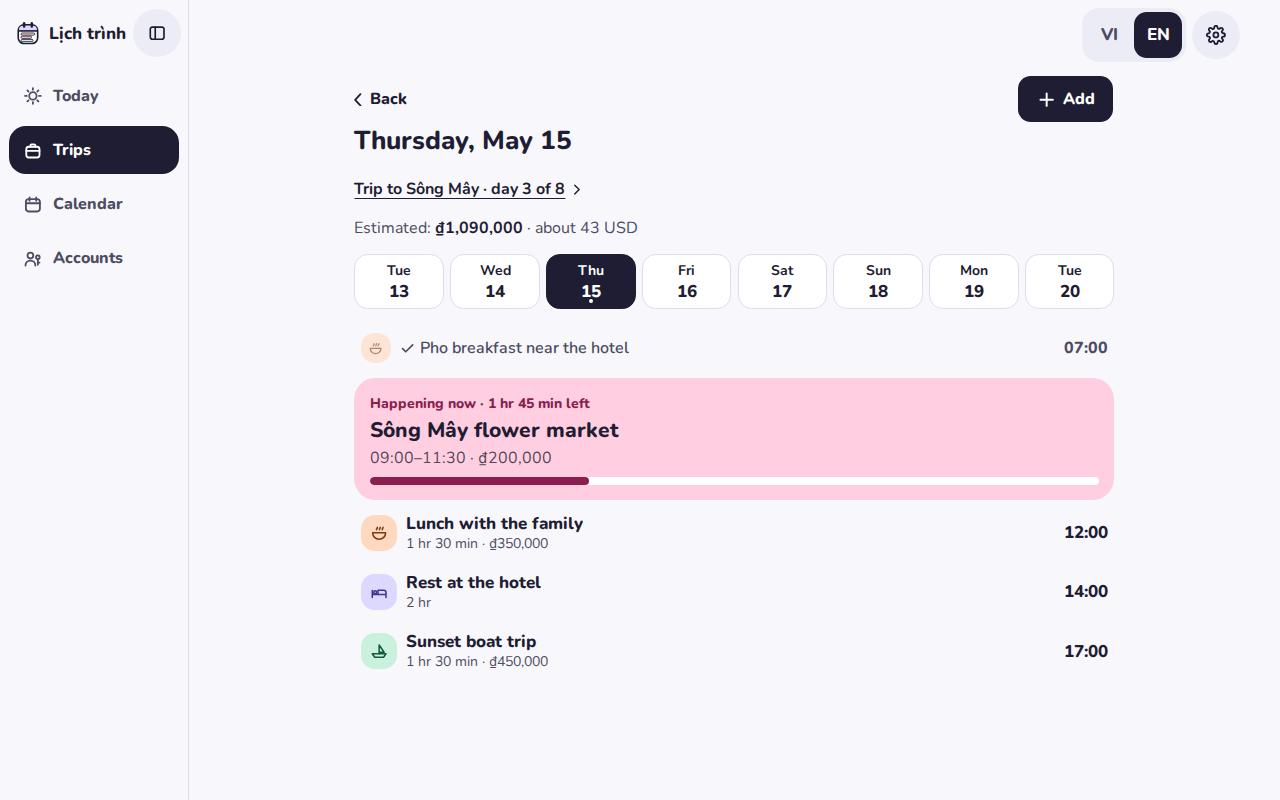 Lịch trình
VI
EN
Today
Trips
Calendar
Accounts
Back
Add
Thursday, May 15
Trip to Sông Mây · day 3 of 8
Estimated: ₫1,090,000 · about 43 USD
Tue
13
Wed
14
Thu
15
Fri
16
Sat
17
Sun
18
Mon
19
Tue
20
Pho breakfast near the hotel
07:00
Happening now · 1 hr 45 min left
Sông Mây flower market
09:00–11:30 · ₫200,000
Lunch with the family
1 hr 30 min · ₫350,000
12:00
Rest at the hotel
2 hr
14:00
Sunset boat trip
1 hr 30 min · ₫450,000
17:00